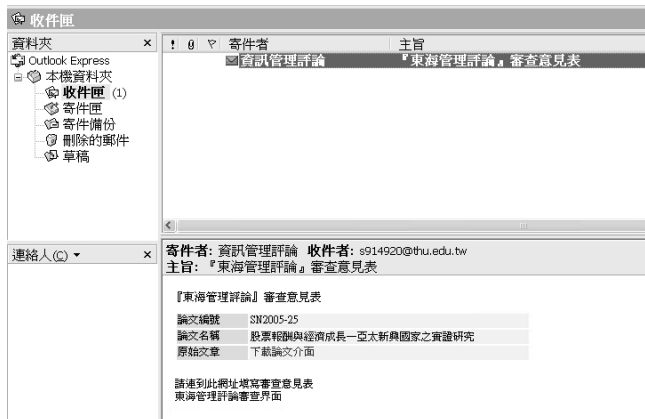 收件匣
資料夾 ×
Outlook Express
本機資料夾
收件匣 (1)
寄件匣
寄件備份
刪除的郵件
草稿
! 寄件者 主旨
資訊管理評論 『東海管理評論』審查意見表
連絡人(C) ×
寄件者: 資訊管理評論 收件者: s914920@thu.edu.tw
主旨: 『東海管理評論』審查意見表
『東海管理評論』審查意見表
論文編號 SN2005-25
論文名稱 股票報酬與經濟成長－亞太新興國家之實證研究
原始文章 下載論文介面
請連到此網址填寫審查意見表
東海管理評論審查界面